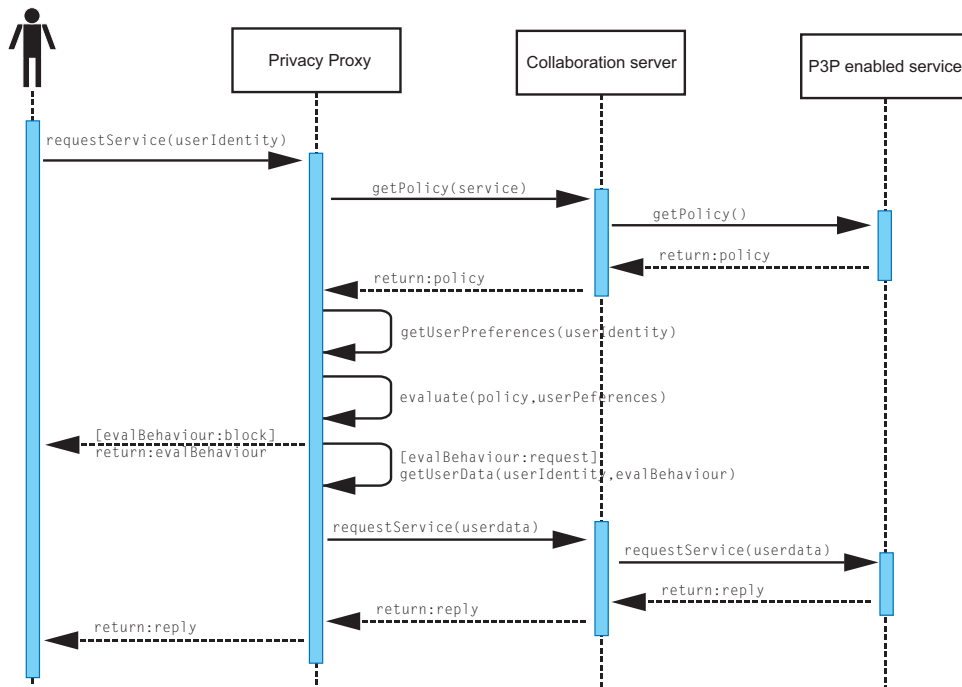 Privacy Proxy
Collaboration server
P3P enabled service
requestService(userIdentity)
getPolicy(service)
getPolicy()
return:policy
return:policy
getUserPreferences(userIdentity)
evaluate(policy,userPeferences)
[evalBehaviour:block]
return:evalBehaviour
[evalBehaviour:request]
getUserData(userIdentity,evalBehaviour)
requestService(userdata)
requestService(userdata)
return:reply
return:reply
return:reply